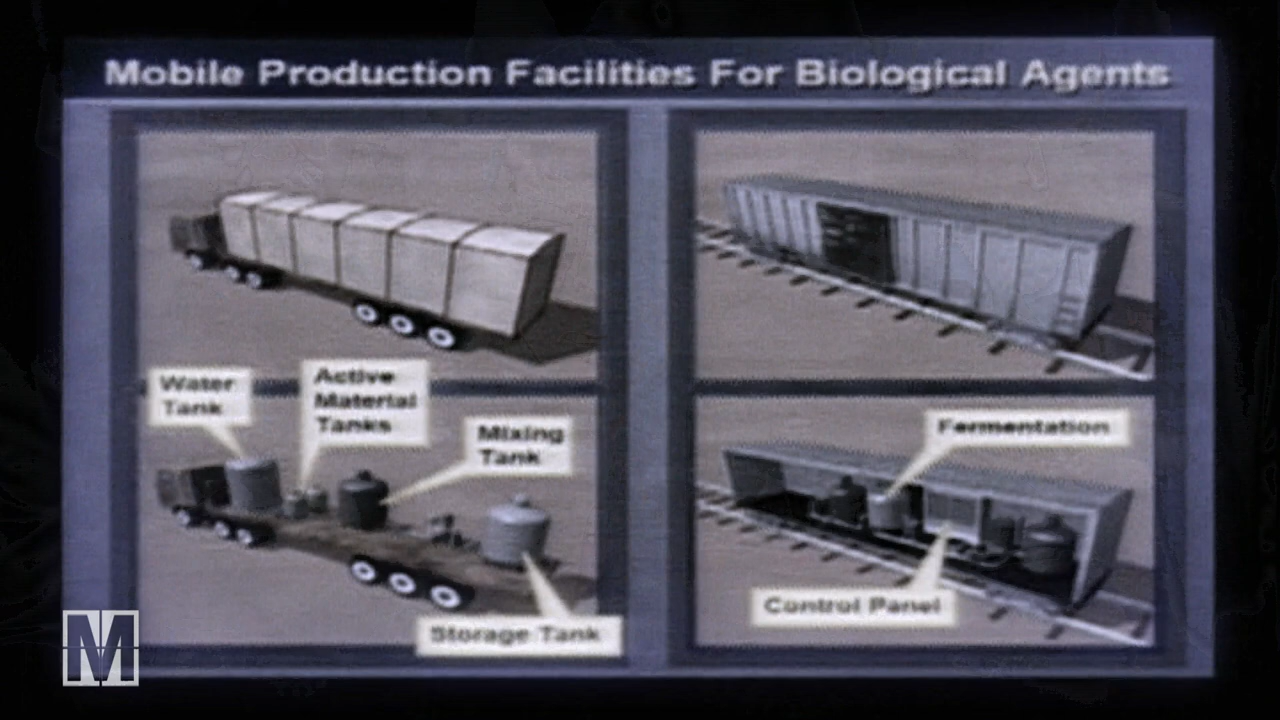 Mobile Production Facilities For Biological Agents
Water
Tank
Active
Material
Tanks
Mixing
Tank
Storage Tank
Fermentation
Control Panel
M